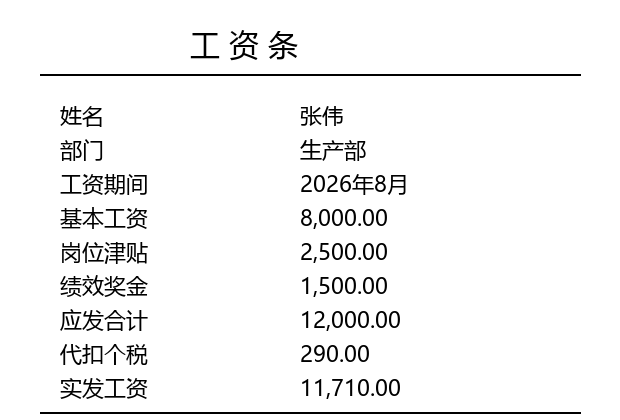 工资条
姓名 张伟
部门 生产部
工资期间 2026年8月
基本工资 8,000.00
岗位津贴 2,500.00
绩效奖金 1,500.00
应发合计 12,000.00
代扣个税 290.00
实发工资 11,710.00